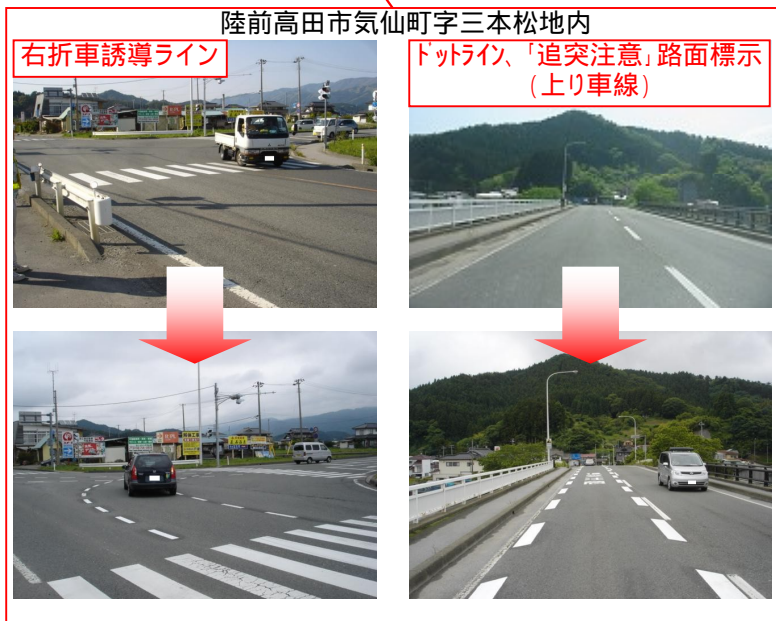 陸前高田市気仙町字三本松地内
右折車誘導ライン
ﾄﾞｯﾄﾗｲﾝ、「追突注意」路面標示
(上り車線)